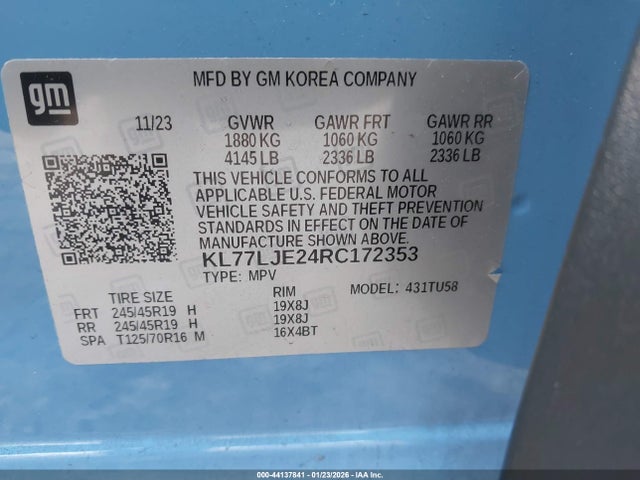 gm
MFD BY GM KOREA COMPANY
11/23 GVWR GAWR FRT GAWR RR
1880 KG 1060 KG 1060 KG
4145 LB 2336 LB 2336 LB
THIS VEHICLE CONFORMS TO ALL
APPLICABLE U.S. FEDERAL MOTOR
VEHICLE SAFETY AND THEFT PREVENTION
STANDARDS IN EFFECT ON THE DATE OF
MANUFACTURE SHOWN ABOVE.
KL77LJE24RC172353
TYPE: MPV MODEL: 431TU58
TIRE SIZE RIM
FRT 245/45R19 H 19X8J
RR 245/45R19 H 19X8J
SPA T125/70R16 M 16X4BT
000-44137841 - 01/23/2026 - IAAI, Inc.